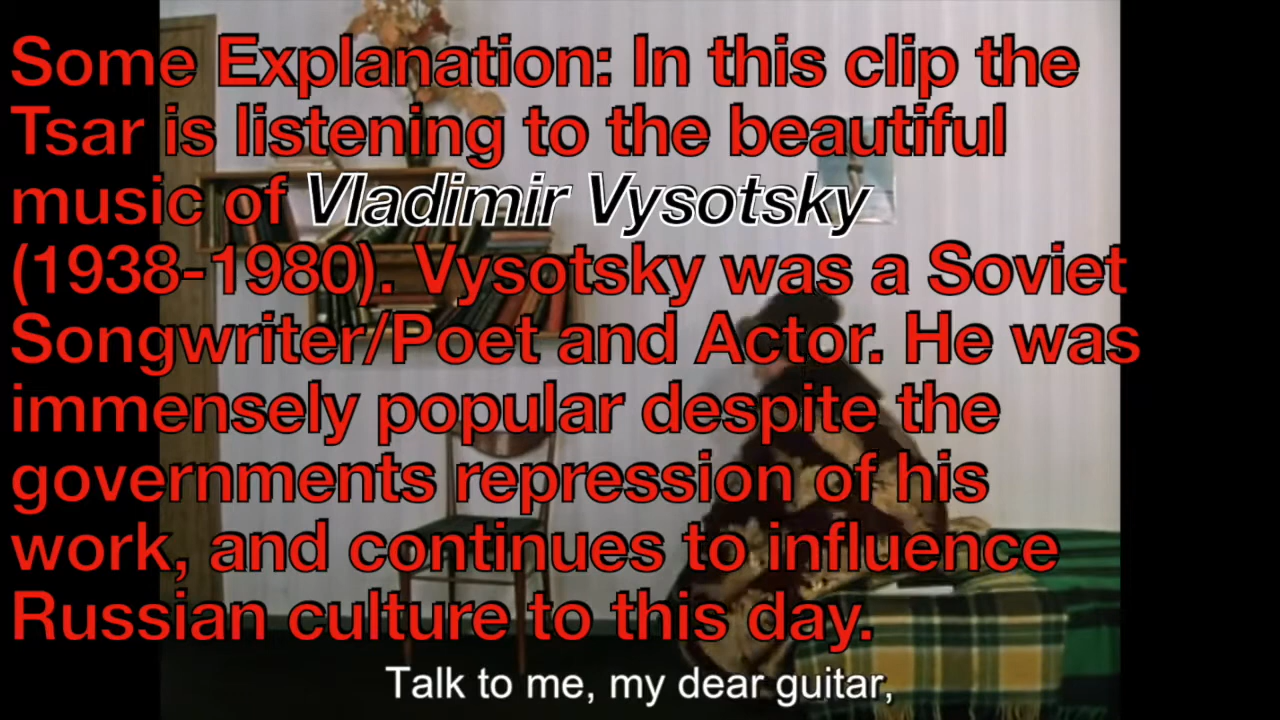 Some Explanation: In this clip the
Tsar is listening to the beautiful
music of Vladimir Vysotsky
(1938-1980). Vysotsky was a Soviet
Songwriter/Poet and Actor. He was
immensely popular despite the
governments repression of his
work, and continues to influence
Russian culture to this day.
Talk to me, my dear guitar,